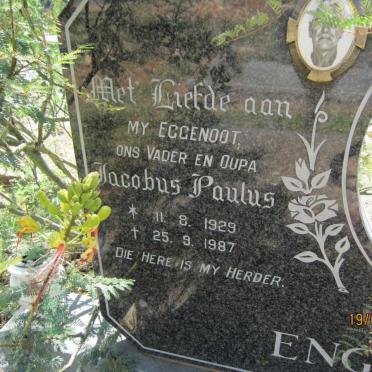 Met Liefde aan
MY EGGENOOT,
ONS VADER EN OUPA
Jacobus Paulus
* 11. 8. 1929
† 25. 9. 1987
DIE HERE IS MY HERDER.
19/
ENG